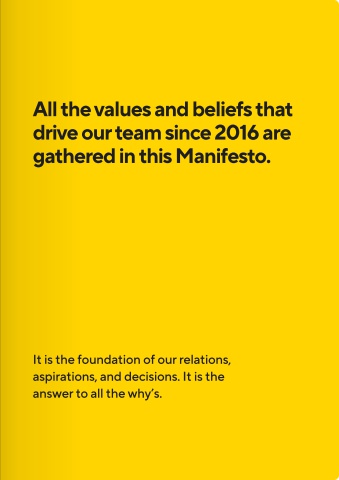 All the values and beliefs that
drive our team since 2016 are
gathered in this Manifesto.
It is the foundation of our relations,
aspirations, and decisions. It is the
answer to all the why's.